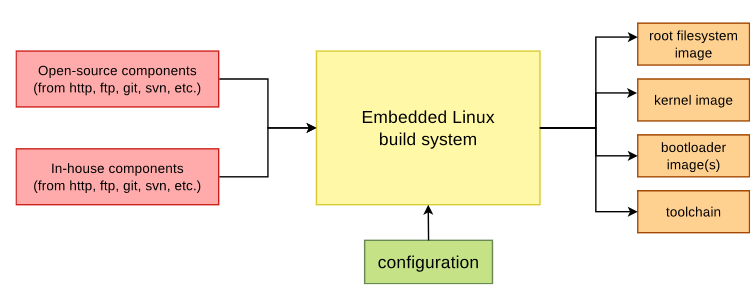 Open-source components
(from http, ftp, git, svn, etc.)
In-house components
(from http, ftp, git, svn, etc.)
Embedded Linux
build system
configuration
root filesystem
image
kernel image
bootloader
image(s)
toolchain